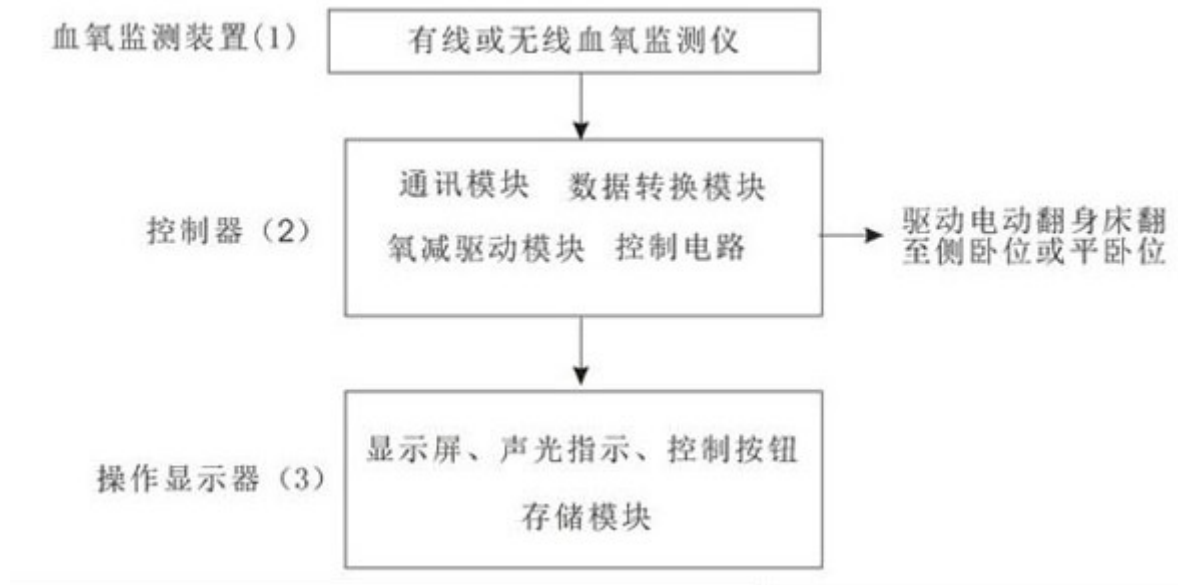 血氧监测装置(1)
有线或无线血氧监测仪
控制器（2）
通讯模块 数据转换模块
氧减驱动模块 控制电路
驱动电动翻身床翻
至侧卧位或平卧位
操作显示器（3）
显示屏、声光指示、控制按钮
存储模块